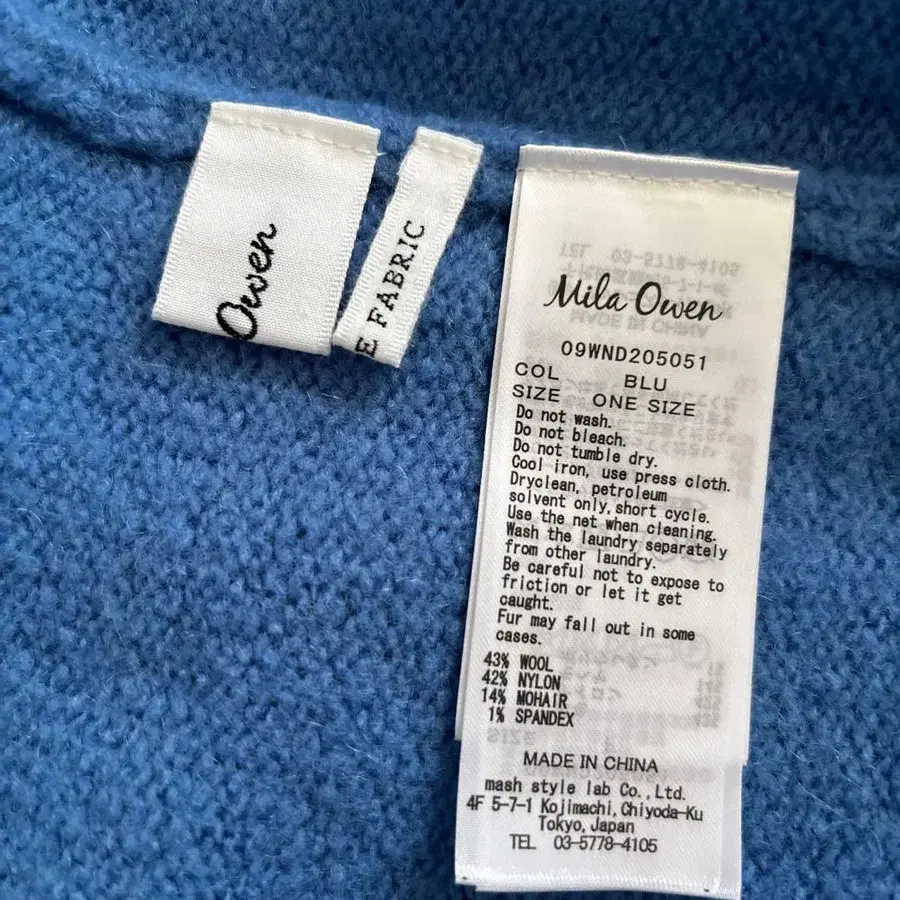 Owen
E FABRIC
Mila Owen
09WND205051
COL BLU
SIZE ONE SIZE
Do not wash.
Do not bleach.
Do not tumble dry.
Cool iron, use press cloth.
Dryclean, petroleum
solvent only, short cycle.
Use the net when cleaning.
Wash the laundry separately
from other laundry.
Be careful not to expose to
friction or let it get
caught.
Fur may fall out in some
cases.
43% WOOL
42% NYLON
14% MOHAIR
1% SPANDEX
MADE IN CHINA
mash style lab Co., Ltd.
4F 5-7-1 Kojimachi, Chiyoda-Ku
Tokyo, Japan
TEL 03-5778-4105